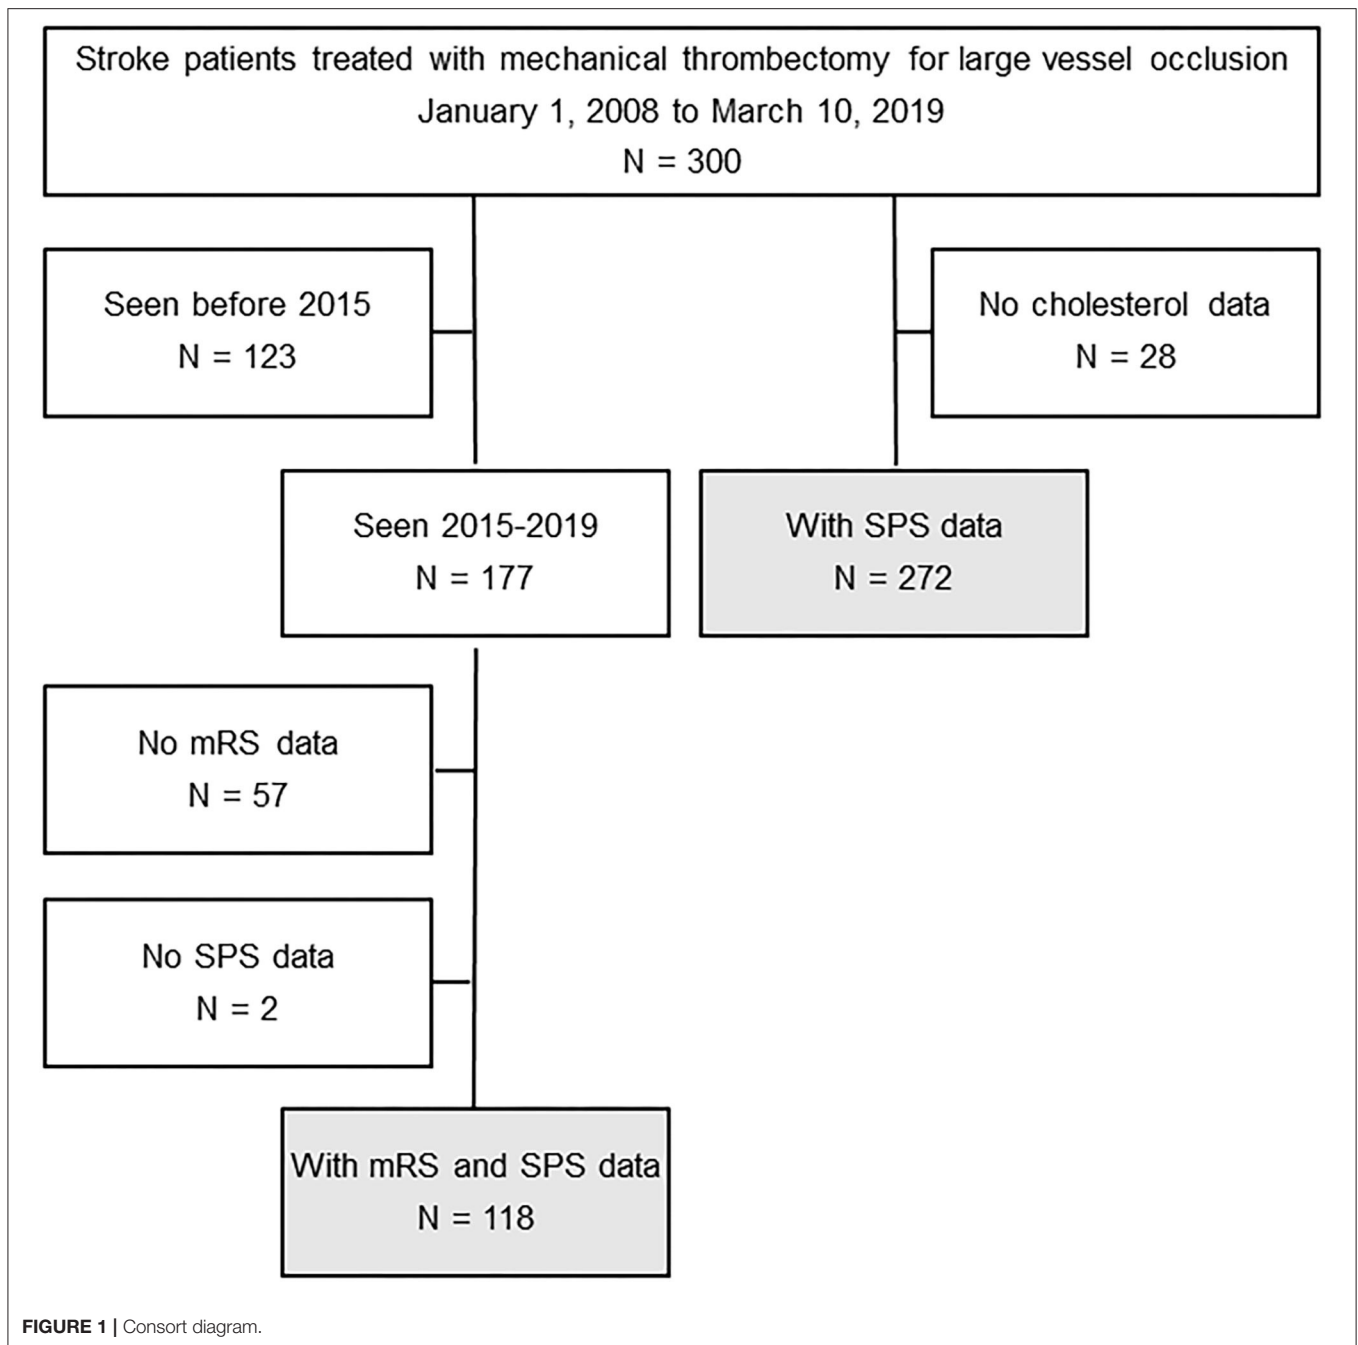 Stroke patients treated with mechanical thrombectomy for large vessel occlusion
January 1, 2008 to March 10, 2019
N = 300
Seen before 2015
N = 123
No cholesterol data
N = 28
Seen 2015-2019
N = 177
With SPS data
N = 272
No mRS data
N = 57
No SPS data
N = 2
With mRS and SPS data
N = 118
FIGURE 1 | Consort diagram.